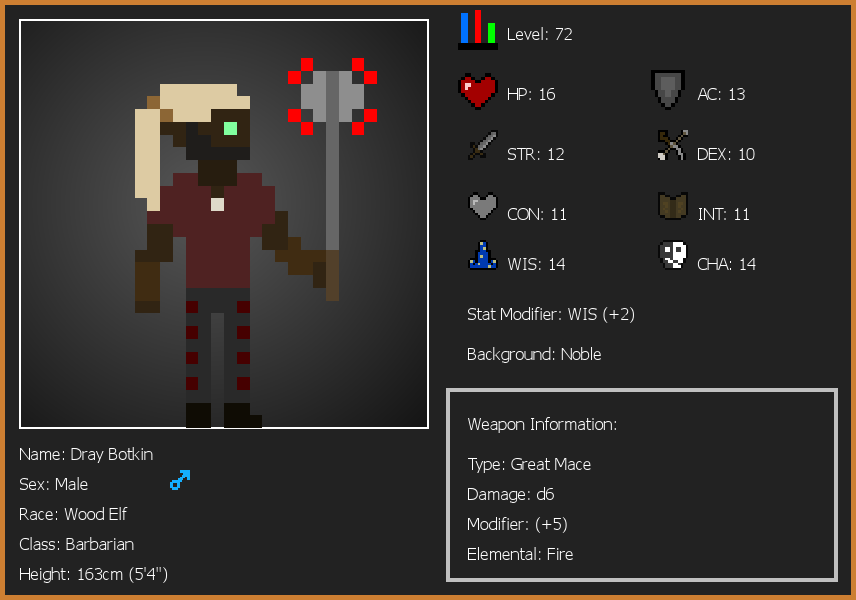 Level: 72
HP: 16
AC: 13
STR: 12
DEX: 10
CON: 11
INT: 11
WIS: 14
CHA: 14
Stat Modifier: WIS (+2)
Background: Noble
Weapon Information:
Type: Great Mace
Damage: d6
Modifier: (+5)
Elemental: Fire
Name: Dray Botkin
Sex: Male
Race: Wood Elf
Class: Barbarian
Height: 163cm (5'4")